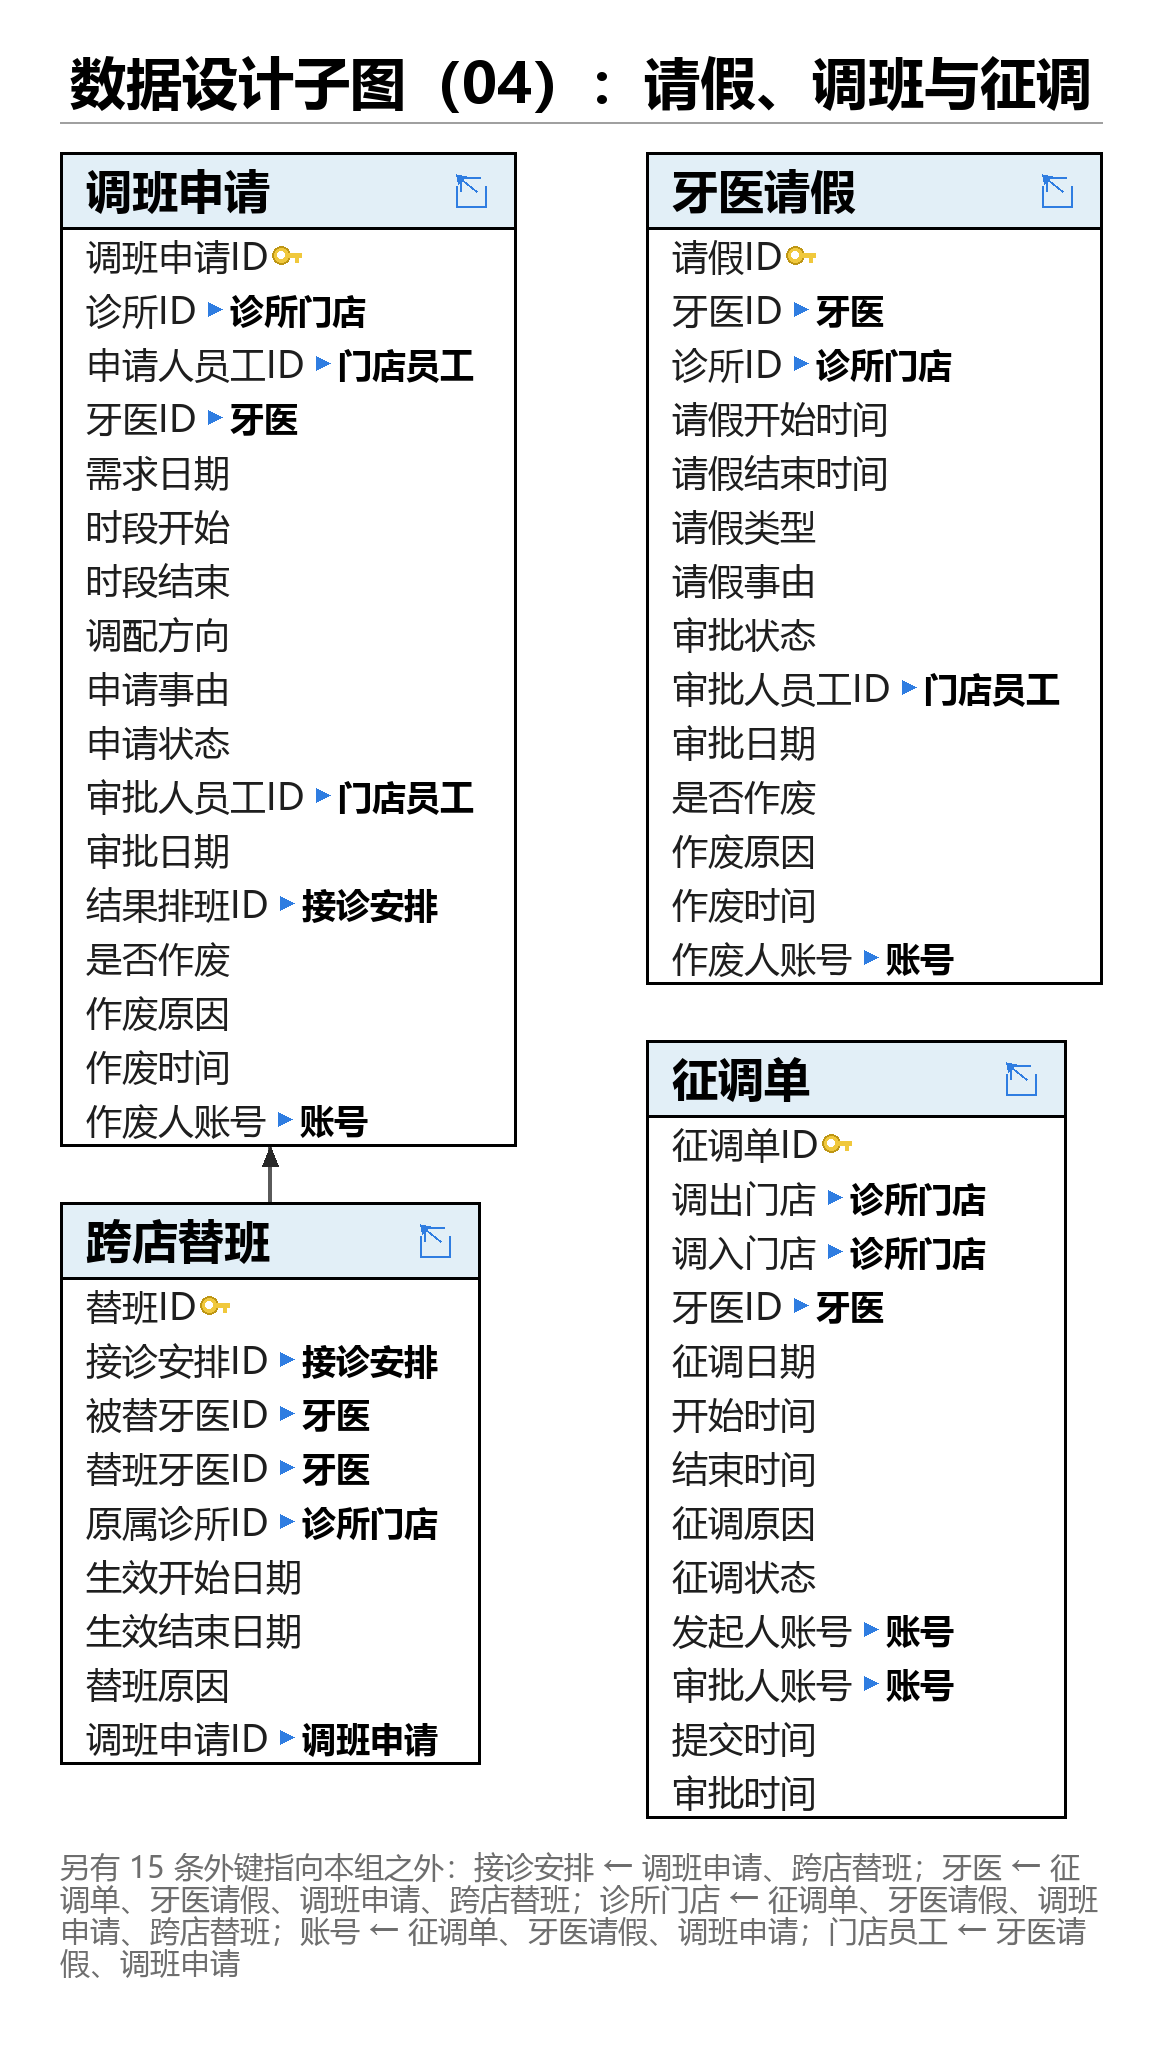 数据设计子图（04）：请假、调班与征调
调班申请
调班申请ID
诊所ID ▸ 诊所门店
申请人员工ID ▸ 门店员工
牙医ID ▸ 牙医
需求日期
时段开始
时段结束
调配方向
申请事由
申请状态
审批人员工ID ▸ 门店员工
审批日期
结果排班ID ▸ 接诊安排
是否作废
作废原因
作废时间
作废人账号 ▸ 账号
牙医请假
请假ID
牙医ID ▸ 牙医
诊所ID ▸ 诊所门店
请假开始时间
请假结束时间
请假类型
请假事由
审批状态
审批人员工ID ▸ 门店员工
审批日期
是否作废
作废原因
作废时间
作废人账号 ▸ 账号
跨店替班
替班ID
接诊安排ID ▸ 接诊安排
被替牙医ID ▸ 牙医
替班牙医ID ▸ 牙医
原属诊所ID ▸ 诊所门店
生效开始日期
生效结束日期
替班原因
调班申请ID ▸ 调班申请
征调单
征调单ID
调出门店 ▸ 诊所门店
调入门店 ▸ 诊所门店
牙医ID ▸ 牙医
征调日期
开始时间
结束时间
征调原因
征调状态
发起人账号 ▸ 账号
审批人账号 ▸ 账号
提交时间
审批时间
另有 15 条外键指向本组之外：接诊安排 ← 调班申请、跨店替班；牙医 ← 征
调单、牙医请假、调班申请、跨店替班；诊所门店 ← 征调单、牙医请假、调班
申请、跨店替班；账号 ← 征调单、牙医请假、调班申请；门店员工 ← 牙医请
假、调班申请